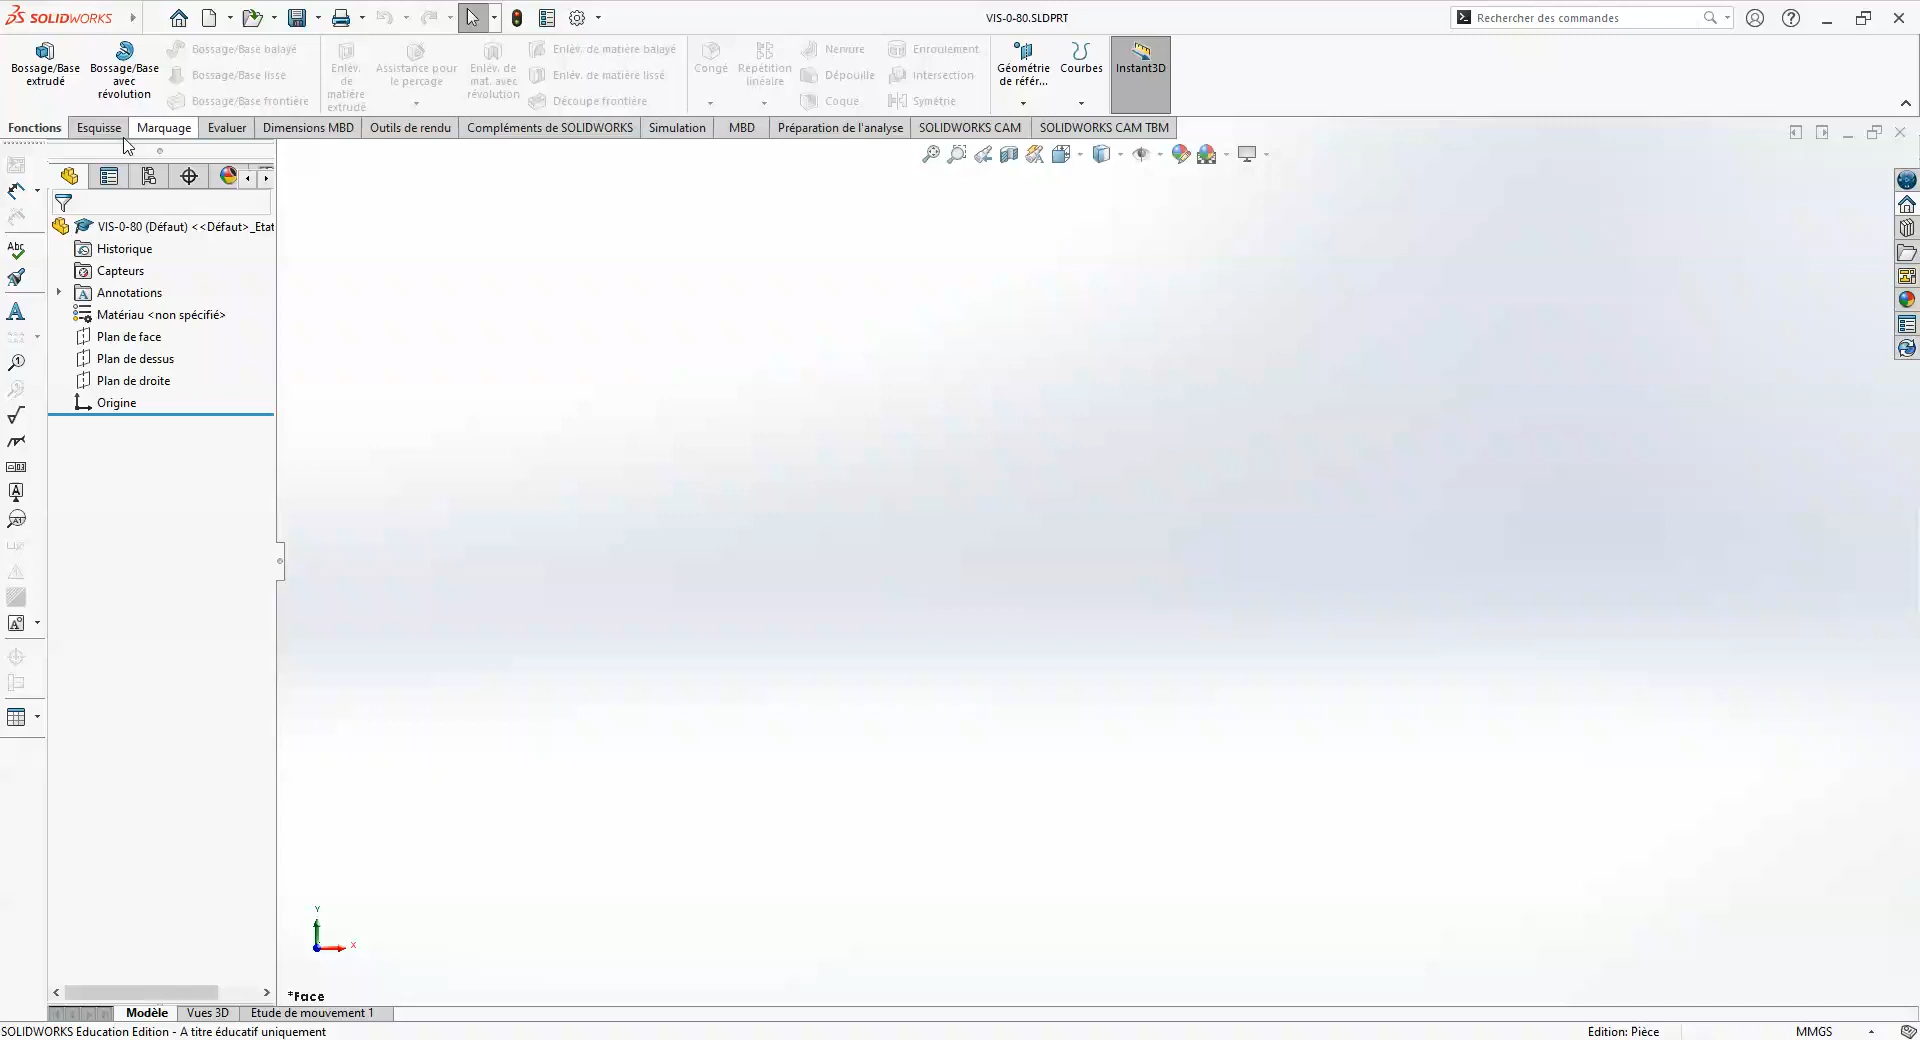 SOLIDWORKS
VIS-0-80.SLDPRT
Rechercher des commandes
Bossage/Base extrudé
Bossage/Base avec révolution
Bossage/Base balayé
Bossage/Base lissé
Bossage/Base frontière
Enlèv. de matière extrudé
Assistance pour le perçage
Enlèv. de mat. avec révolution
Enlèv. de matière balayé
Enlèv. de matière lissé
Découpe frontière
Congé
Répétition linéaire
Nervure
Dépouille
Coque
Enroulement
Intersection
Symétrie
Géométrie de référ...
Courbes
Instant3D
Fonctions
Esquisse
Marquage
Evaluer
Dimensions MBD
Outils de rendu
Compléments de SOLIDWORKS
Simulation
MBD
Préparation de l'analyse
SOLIDWORKS CAM
SOLIDWORKS CAM TBM
VIS-0-80 (Défaut) <<Défaut>_Etat
Historique
Capteurs
Annotations
Matériau <non spécifié>
Plan de face
Plan de dessus
Plan de droite
Origine
Y
X
*Face
Modèle
Vues 3D
Etude de mouvement 1
SOLIDWORKS Education Edition - A titre éducatif uniquement
Edition: Pièce
MMGS